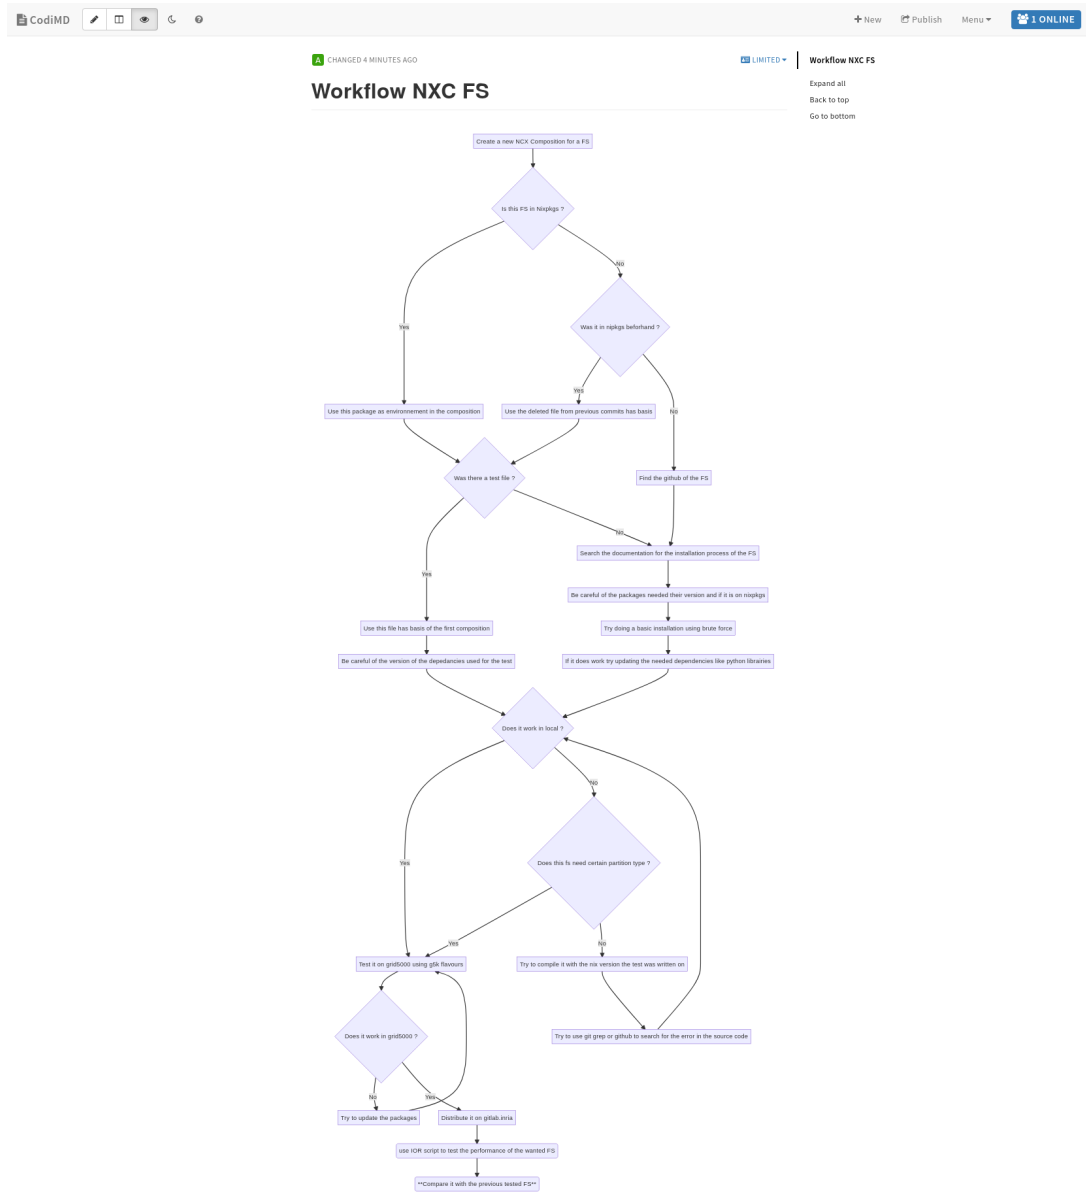 CodiMD
New
Publish
Menu
1 ONLINE
A CHANGED 4 MINUTES AGO
LIMITED
Workflow NXC FS
Expand all
Back to top
Go to bottom
Workflow NXC FS
Create a new NCX Composition for a FS
Is this FS in Nixpkgs ?
No
Yes
Was it in nipkgs beforhand ?
Yes
No
Use this package as environnement in the composition
Use the deleted file from previous commits has basis
Was there a test file ?
Find the github of the FS
No
Search the documentation for the installation process of the FS
Yes
Be careful of the packages needed their version and if it is on nixpkgs
Use this file has basis of the first composition
Try doing a basic installation using brute force
Be careful of the version of the depedancies used for the test
If it does work try updating the needed dependencies like python librairies
Does it work in local ?
No
Yes
Does this fs need certain partition type ?
Yes
No
Test it on grid5000 using g5k flavours
Try to compile it with the nix version the test was written on
Does it work in grid5000 ?
Try to use git grep or github to search for the error in the source code
No
Yes
Try to update the packages
Distribute it on gitlab.inria
use IOR script to test the performance of the wanted FS
**Compare it with the previous tested FS**